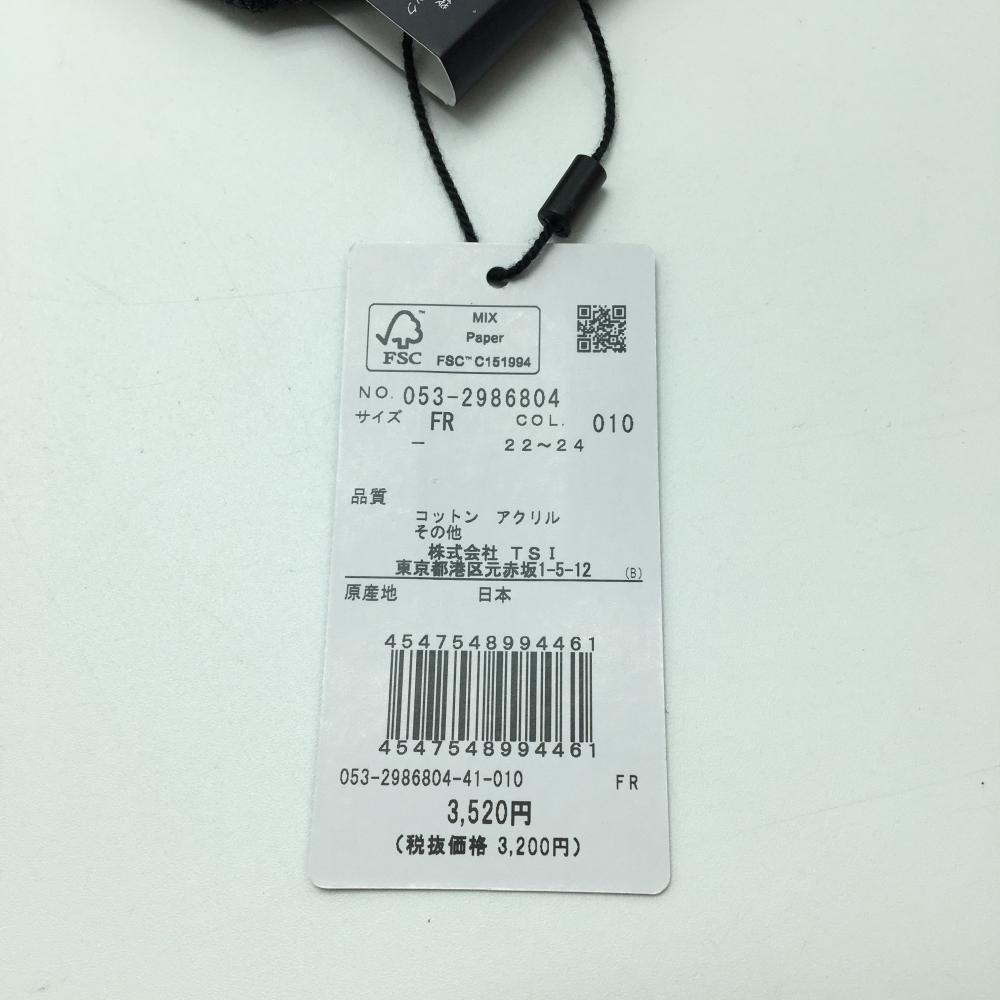 FSC™
MIX
Paper
FSC™ C151994
NO. 053-2986804
サイズ FR COL. 010
— 22～24
品質
コットン アクリル
その他
株式会社 TSI
東京都港区元赤坂1-5-12 (B)
原産地 日本
4547548994461
4547548994461
053-2986804-41-010 FR
3,520円
(税抜価格 3,200円)